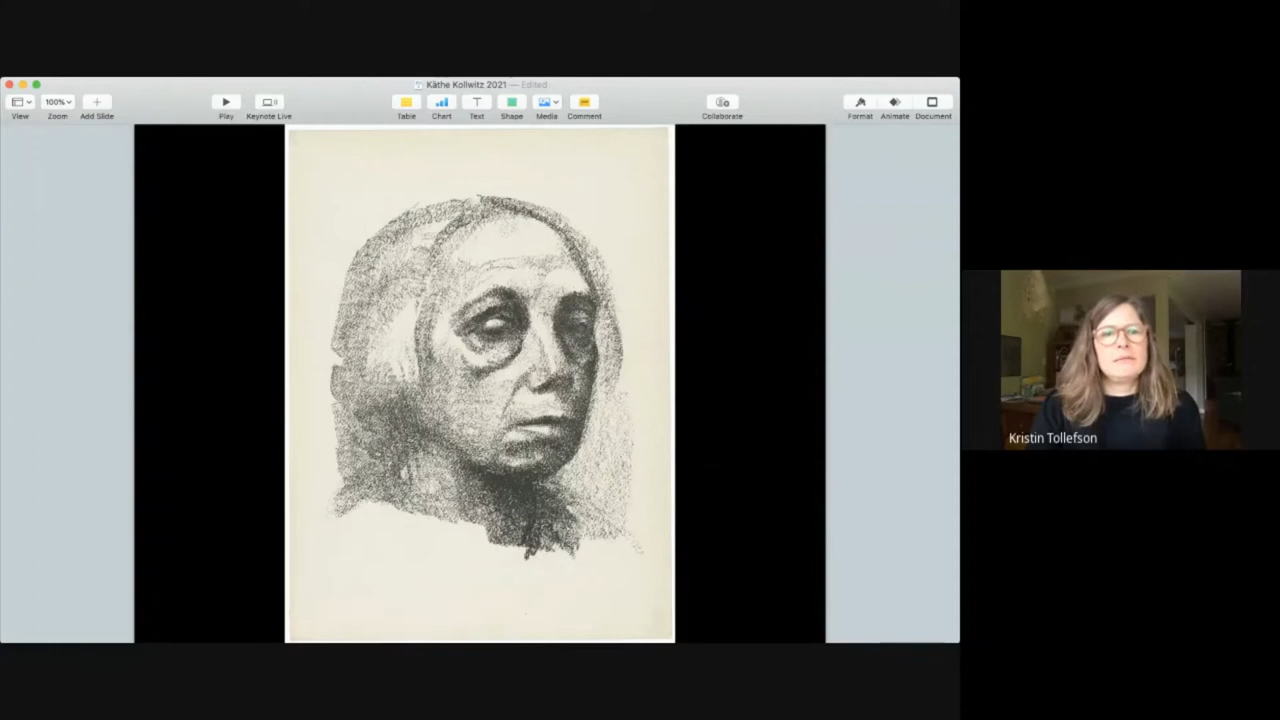 Käthe Kollwitz 2021 — Edited
100%
View Zoom Add Slide Play Keynote Live Table Chart Text Shape Media Comment Collaborate Format Animate Document
Kristin Tollefson